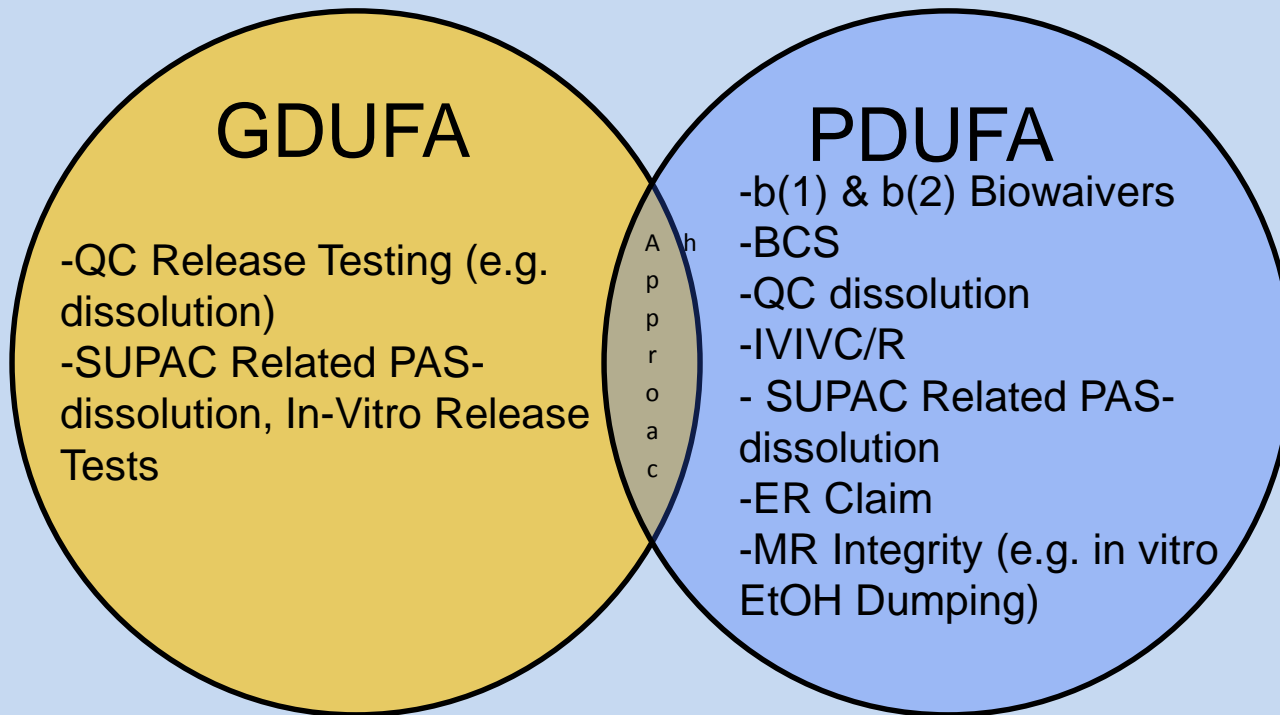 GDUFA
-QC Release Testing (e.g.
dissolution)
-SUPAC Related PAS-
dissolution, In-Vitro Release
Tests
A
p
p
r
o
a
c
h
PDUFA
-b(1) & b(2) Biowaivers
-BCS
-QC dissolution
-IVIVC/R
- SUPAC Related PAS-
dissolution
-ER Claim
-MR Integrity (e.g. in vitro
EtOH Dumping)